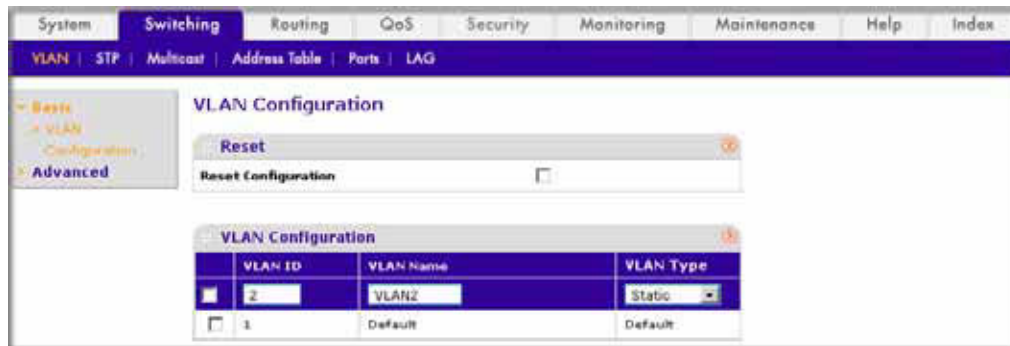 System Switching Routing QoS Security Monitoring Maintenance Help Index
VLAN | STP | Multicast | Address Table | Ports | LAG
Basic
VLAN Configuration
VLAN
Configuration
Advanced
Reset
Reset Configuration
VLAN Configuration
VLAN ID VLAN Name VLAN Type
2 VLAN2 Static
1 Default Default